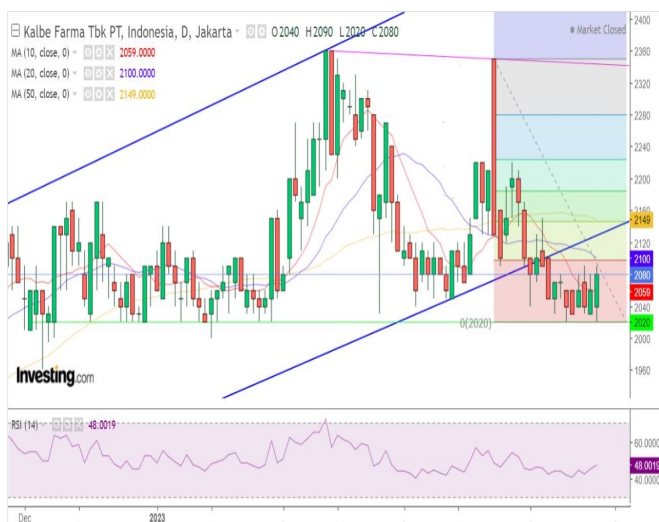 Kalbe Farma Tbk PT, Indonesia, D, Jakarta O2040 H2090 L2020 C2080
Market Closed
MA (10, close, 0) 2059.0000
MA (20, close, 0) 2100.0000
MA (50, close, 0) 2149.0000
2400
2360
2320
2280
2240
2200
2160
2149
2120
2100
2080
2059
2040
2020
1960
0(2020)
Investing.com
RSI (14) 48.0019
60.0000
48.0019
40.0000
Dec 2023